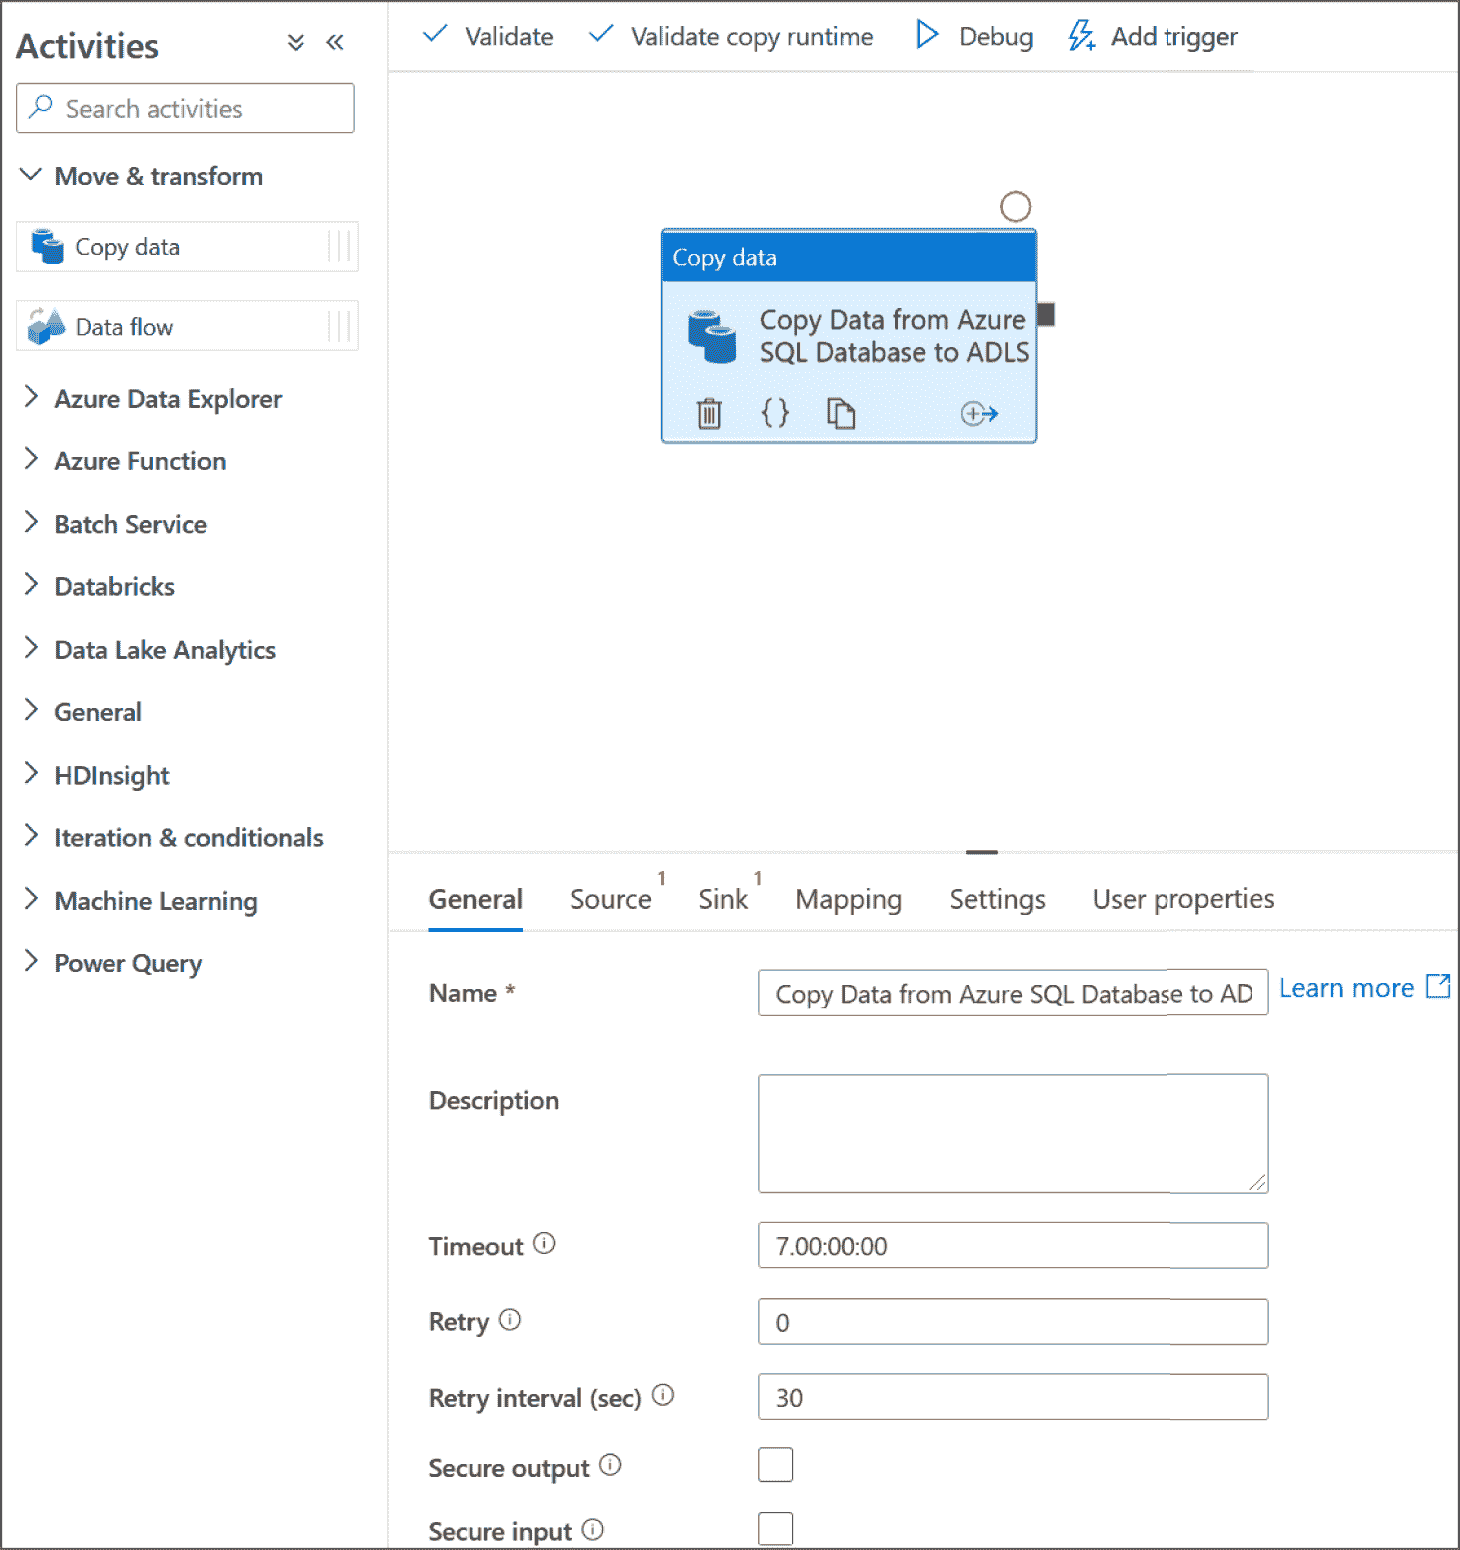 Activities
Search activities
Move & transform
Copy data
Data flow
Azure Data Explorer
Azure Function
Batch Service
Databricks
Data Lake Analytics
General
HDInsight
Iteration & conditionals
Machine Learning
Power Query
Validate
Validate copy runtime
Debug
Add trigger
Copy data
Copy Data from Azure
SQL Database to ADLS
{}
General
Source 1
Sink 1
Mapping
Settings
User properties
Name *
Copy Data from Azure SQL Database to AD
Learn more
Description
Timeout
7.00:00:00
Retry
0
Retry interval (sec)
30
Secure output
Secure input